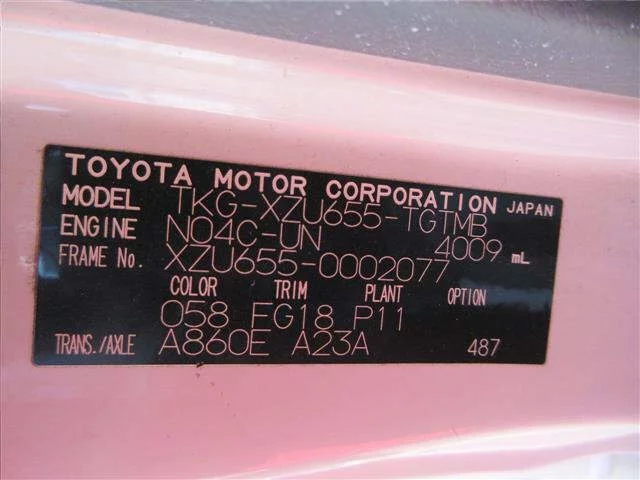 TOYOTA MOTOR CORPORATION JAPAN
MODEL TKG-XZU655-TGTMB
ENGINE N04C-UN 4009 mL
FRAME No. XZU655-0002077
COLOR TRIM PLANT OPTION
058 FG18 P11
TRANS./AXLE A860E A23A 487